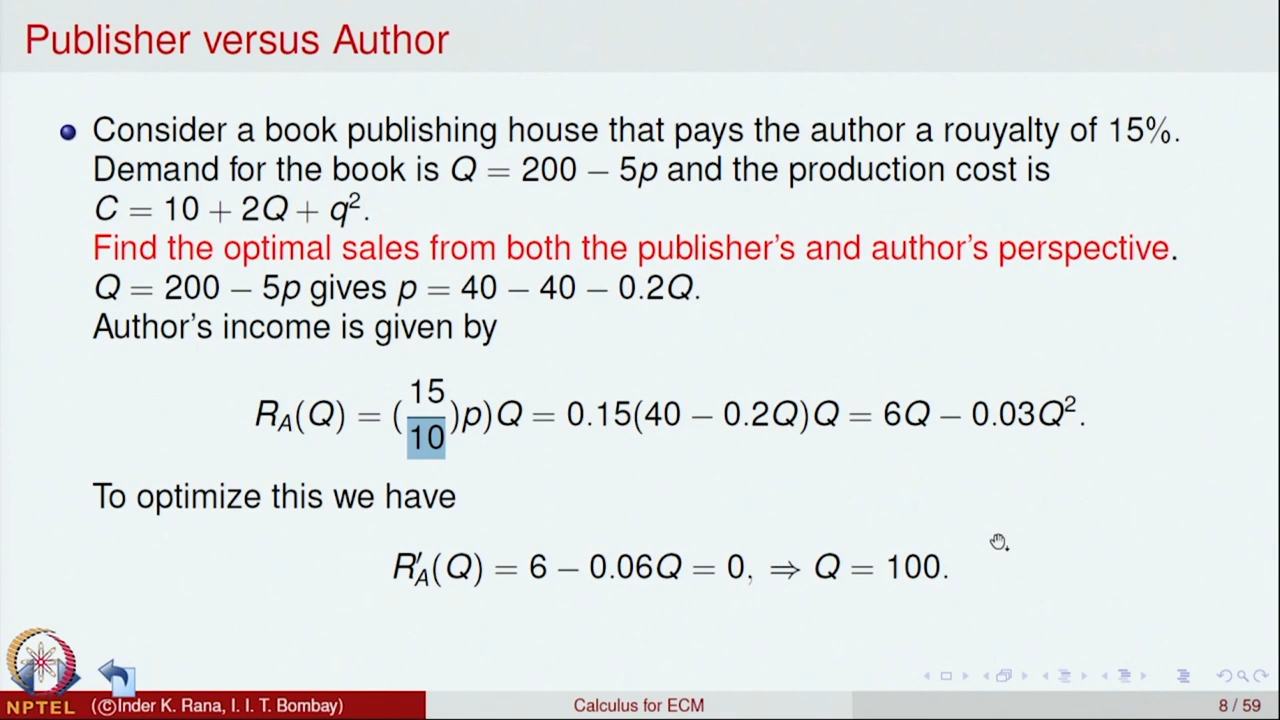 Publisher versus Author
Consider a book publishing house that pays the author a rouyalty of 15%.
Demand for the book is Q = 200 − 5p and the production cost is
C = 10 + 2Q + q².
Find the optimal sales from both the publisher's and author's perspective.
Q = 200 − 5p gives p = 40 − 40 − 0.2Q.
Author's income is given by
R_A(Q) = (15/10)p)Q = 0.15(40 − 0.2Q)Q = 6Q − 0.03Q².
To optimize this we have
R′_A(Q) = 6 − 0.06Q = 0, ⇒ Q = 100.
NPTEL
(©Inder K. Rana, I. I. T. Bombay)
Calculus for ECM
8 / 59